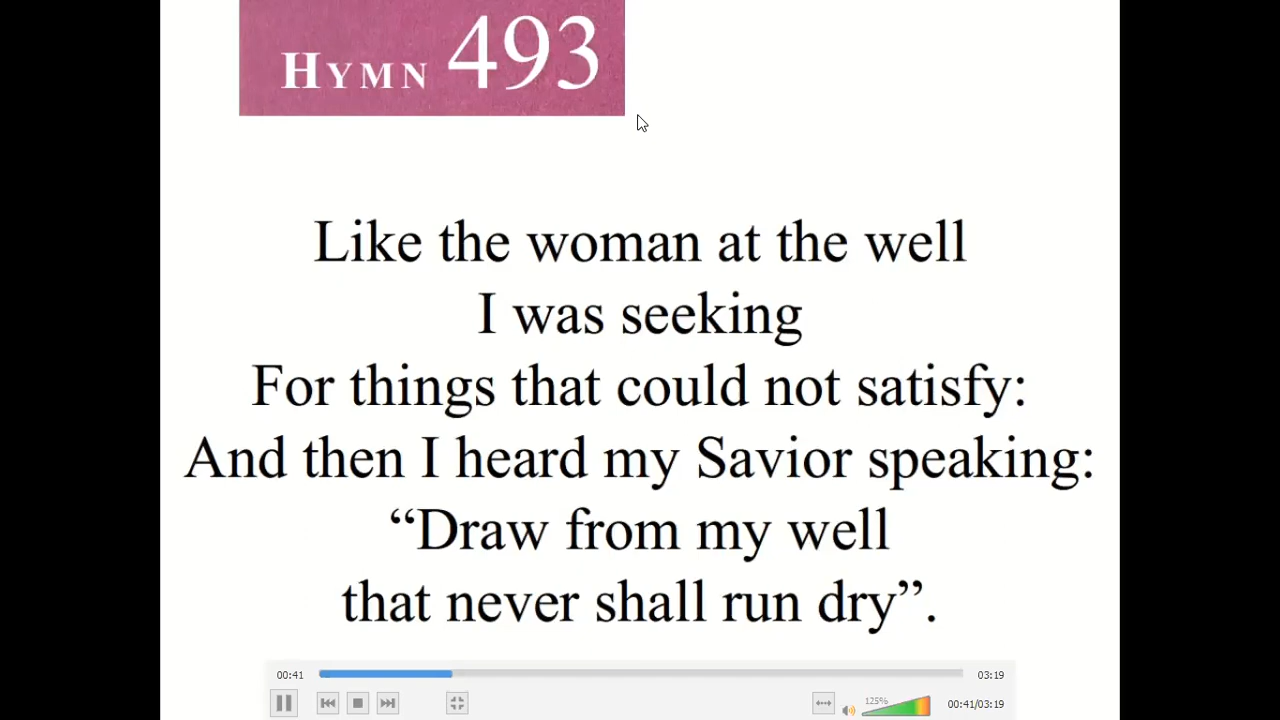 HYMN 493
Like the woman at the well
I was seeking
For things that could not satisfy:
And then I heard my Savior speaking:
“Draw from my well
that never shall run dry”.
00:41 03:19
125% 00:41/03:19